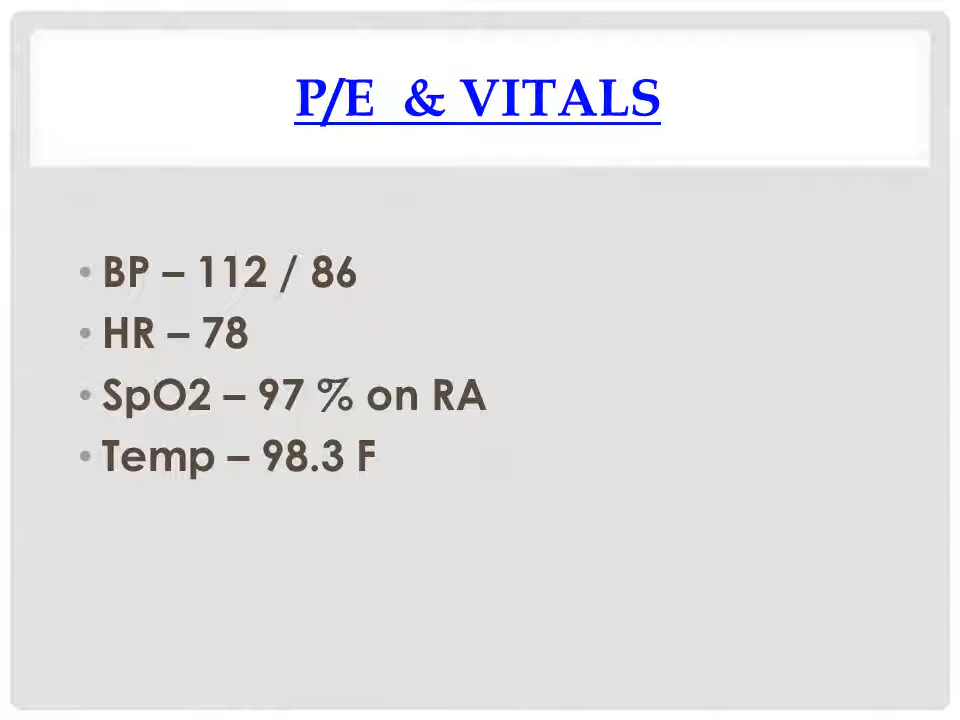 P/E & VITALS
• BP – 112 / 86
• HR – 78
• SpO2 – 97 % on RA
• Temp – 98.3 F